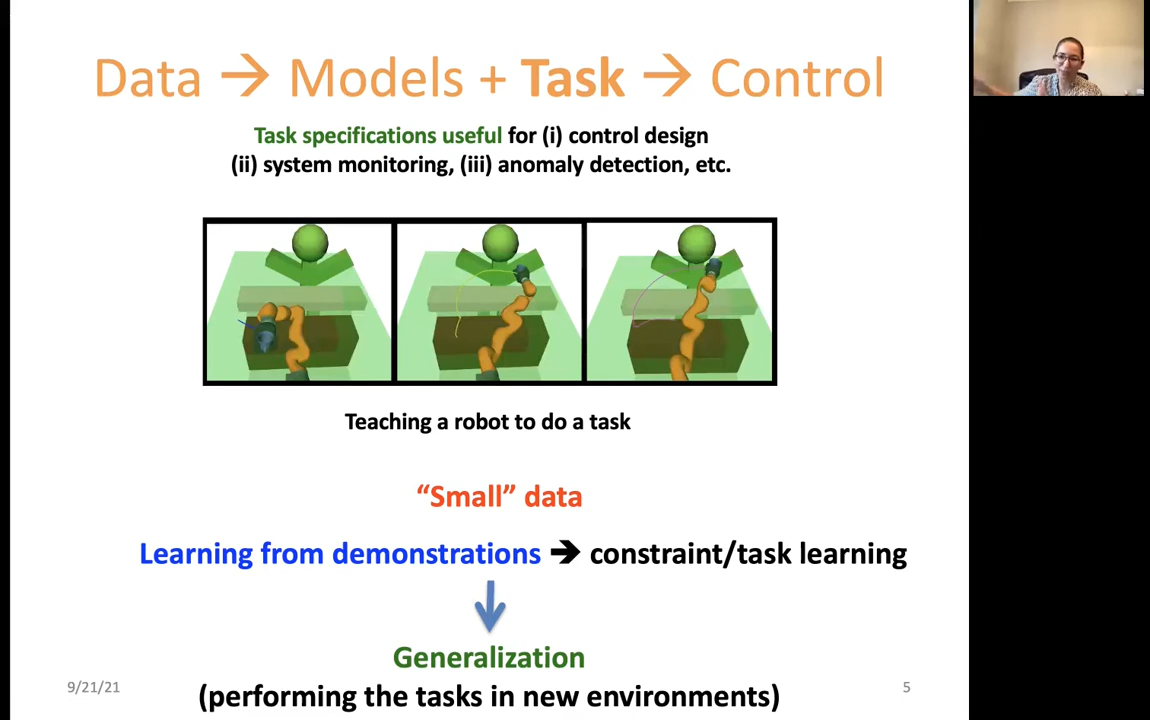 Data → Models + Task → Control
Task specifications useful for (i) control design
(ii) system monitoring, (iii) anomaly detection, etc.
Teaching a robot to do a task
“Small” data
Learning from demonstrations → constraint/task learning
Generalization
(performing the tasks in new environments)
9/21/21
5